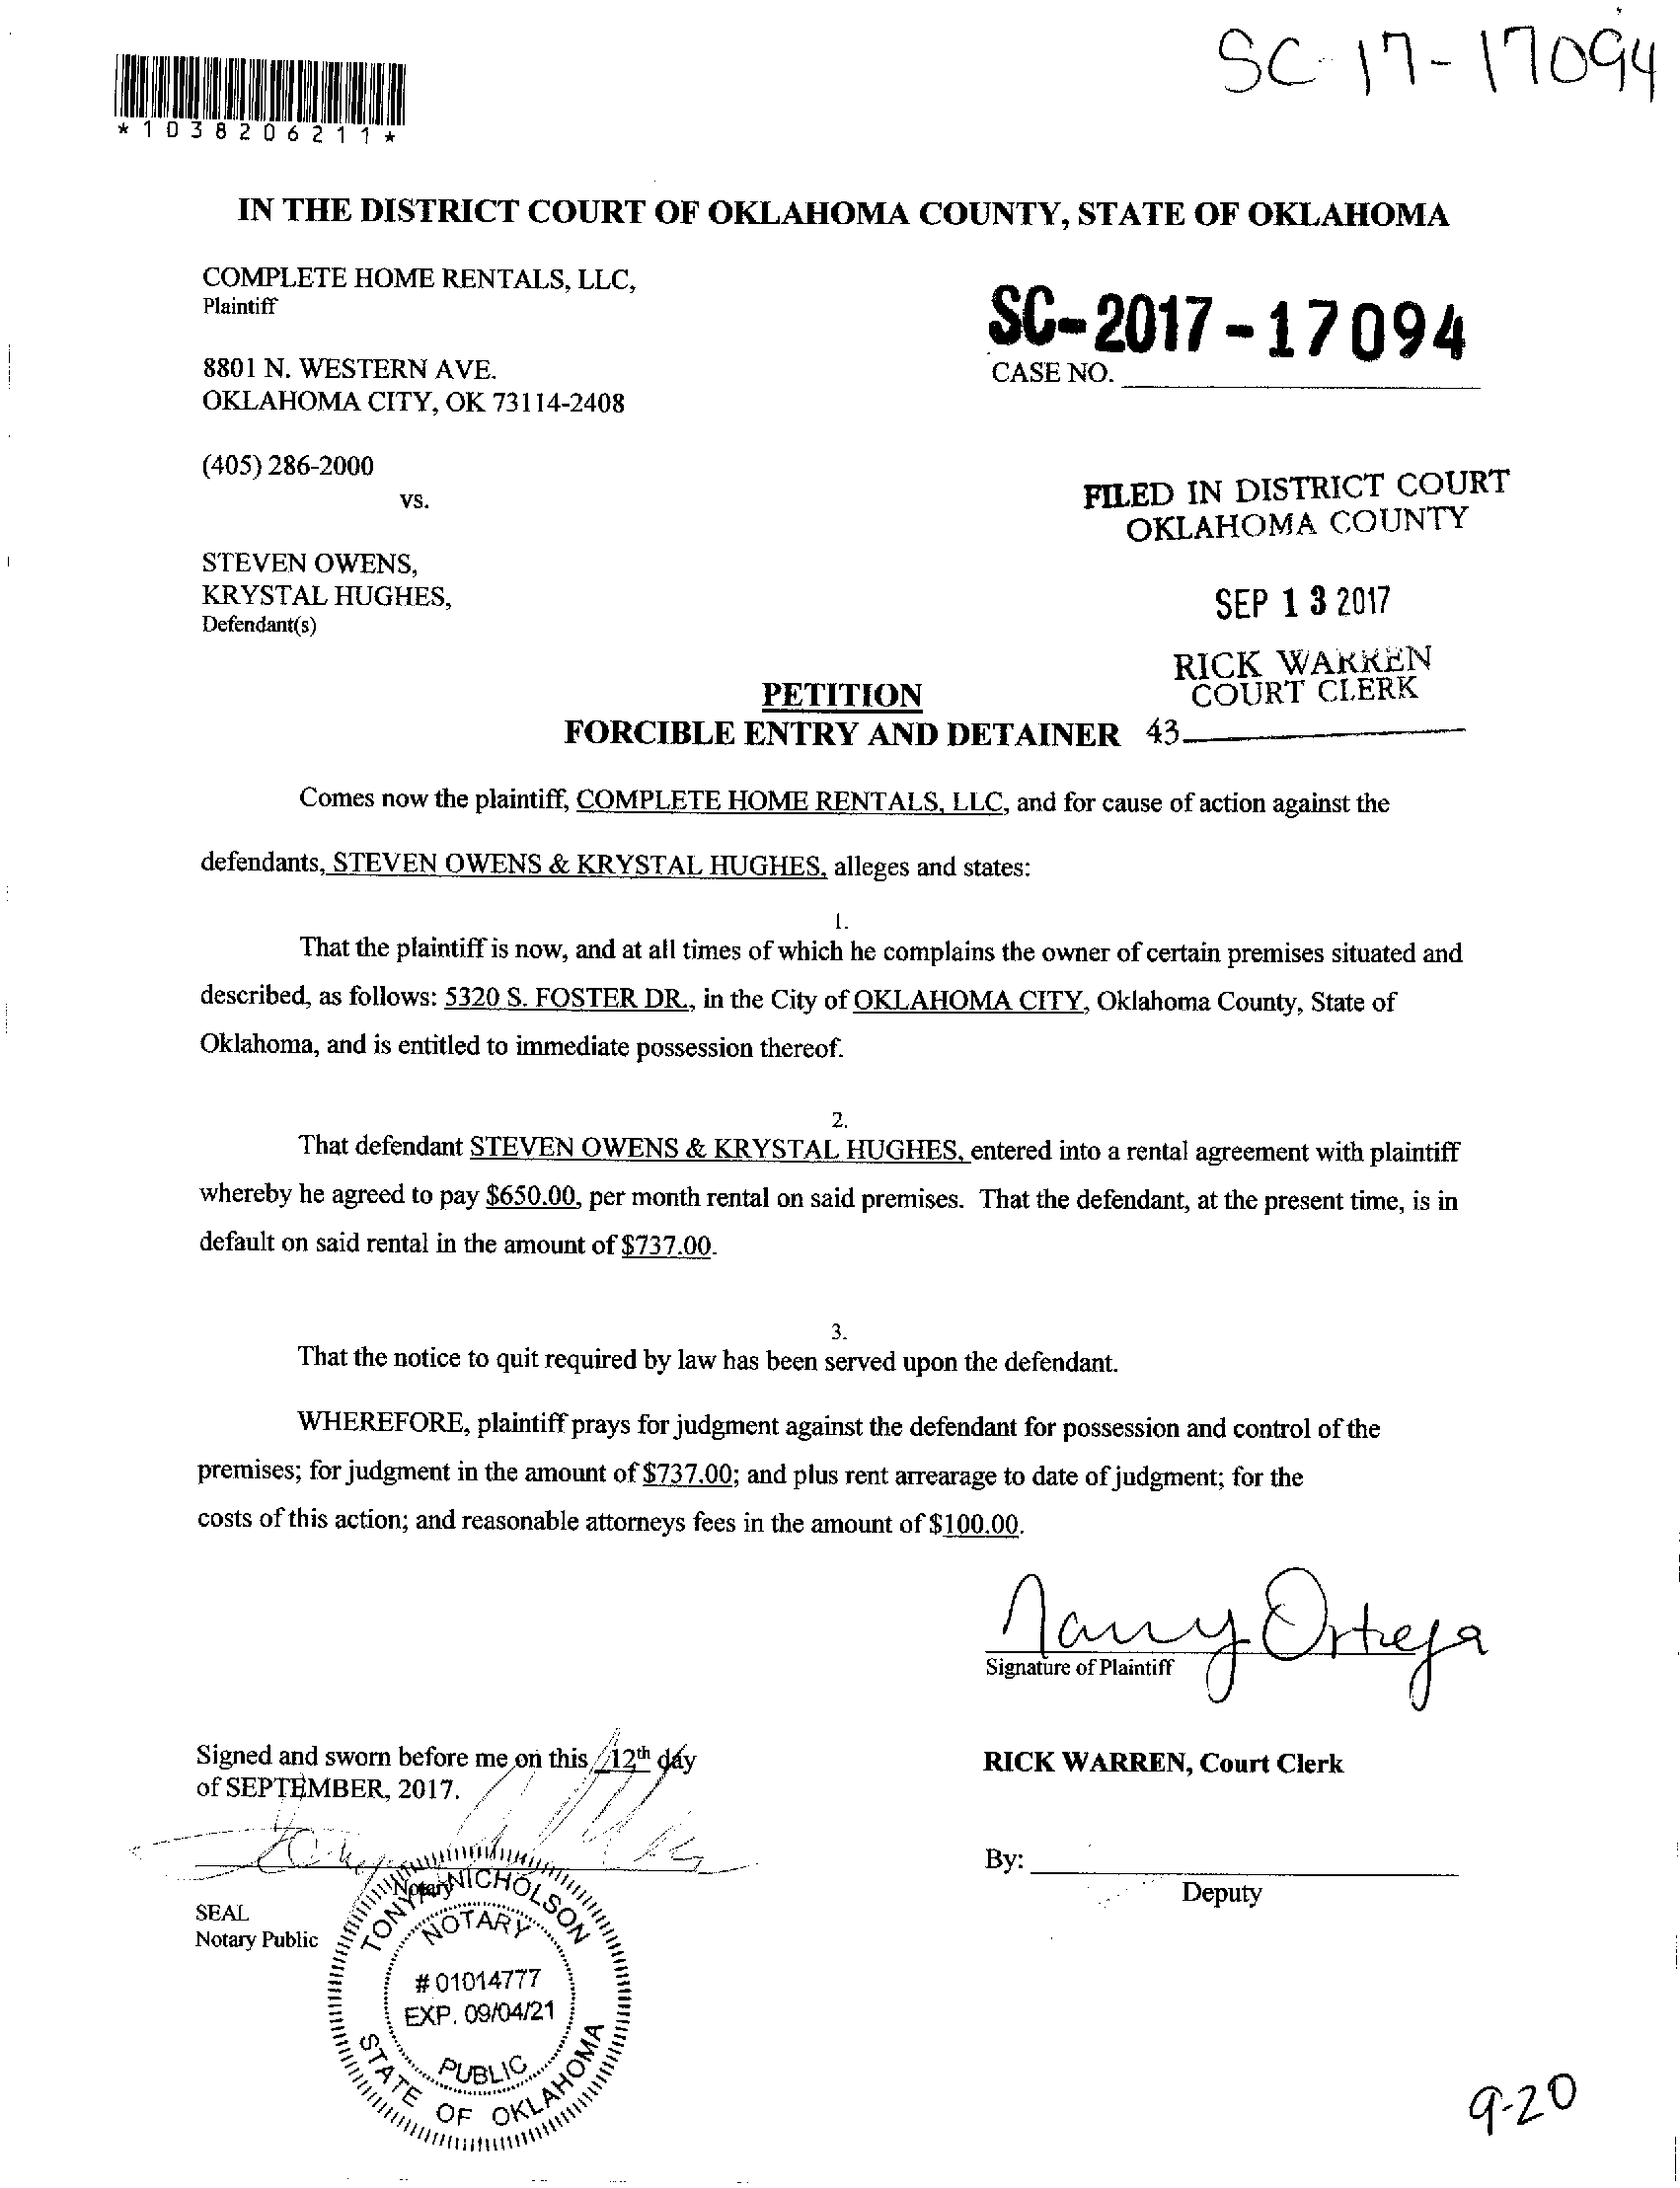 SC-17-17094
*1038206211*
IN THE DISTRICT COURT OF OKLAHOMA COUNTY, STATE OF OKLAHOMA
COMPLETE HOME RENTALS, LLC,
Plaintiff
SC-2017-17094
8801 N. WESTERN AVE.
CASE NO.
OKLAHOMA CITY, OK 73114-2408
(405) 286-2000
vs.
FILED IN DISTRICT COURT
OKLAHOMA COUNTY
STEVEN OWENS,
KRYSTAL HUGHES,
Defendant(s)
SEP 13 2017
RICK WARREN
COURT CLERK
PETITION
FORCIBLE ENTRY AND DETAINER
43
Comes now the plaintiff, COMPLETE HOME RENTALS, LLC, and for cause of action against the
defendants, STEVEN OWENS & KRYSTAL HUGHES, alleges and states:
1.
That the plaintiff is now, and at all times of which he complains the owner of certain premises situated and
described, as follows: 5320 S. FOSTER DR., in the City of OKLAHOMA CITY, Oklahoma County, State of
Oklahoma, and is entitled to immediate possession thereof.
2.
That defendant STEVEN OWENS & KRYSTAL HUGHES, entered into a rental agreement with plaintiff
whereby he agreed to pay $650.00, per month rental on said premises. That the defendant, at the present time, is in
default on said rental in the amount of $737.00.
3.
That the notice to quit required by law has been served upon the defendant.
WHEREFORE, plaintiff prays for judgment against the defendant for possession and control of the
premises; for judgment in the amount of $737.00; and plus rent arrearage to date of judgment; for the
costs of this action; and reasonable attorneys fees in the amount of $100.00.
Nancy Ortega
Signature of Plaintiff
Signed and sworn before me on this 12th day
of SEPTEMBER, 2017.
RICK WARREN, Court Clerk
By:
Deputy
Notary
SEAL
Notary Public
TONYA NICHOLSON
NOTARY
# 01014777
EXP. 09/04/21
PUBLIC
STATE OF OKLAHOMA
9-20